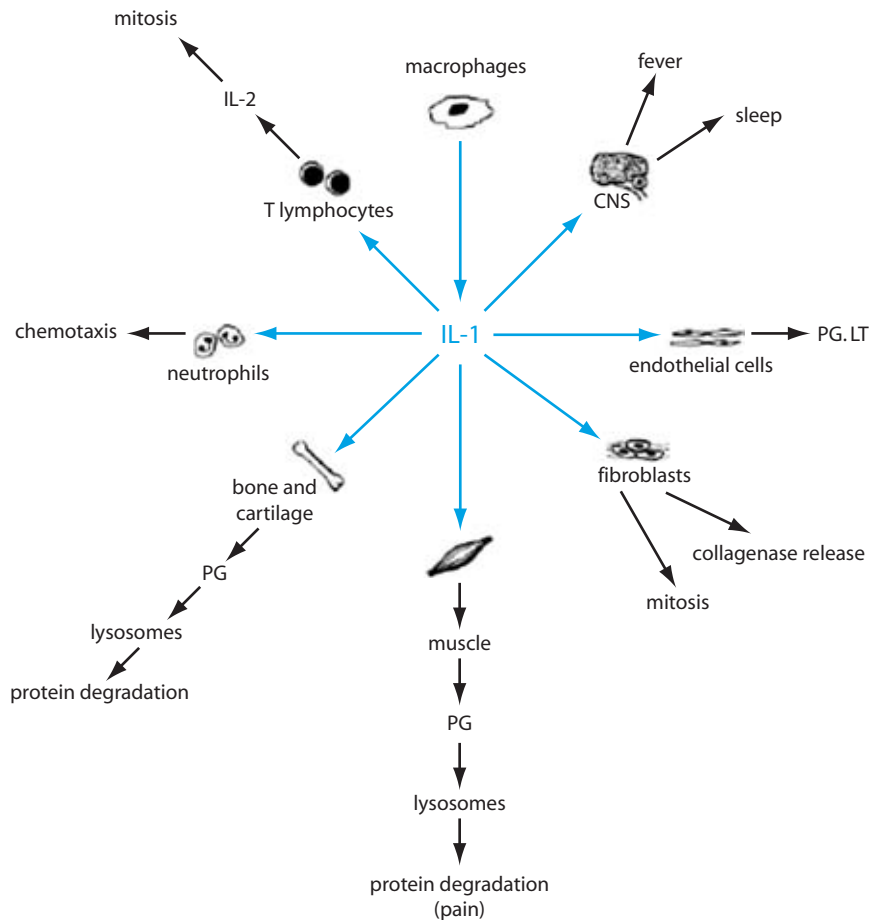 mitosis
IL-2
T lymphocytes
macrophages
fever
sleep
CNS
chemotaxis
neutrophils
IL-1
endothelial cells
PG. LT
bone and
cartilage
PG
lysosomes
protein degradation
muscle
PG
lysosomes
protein degradation
(pain)
fibroblasts
collagenase release
mitosis